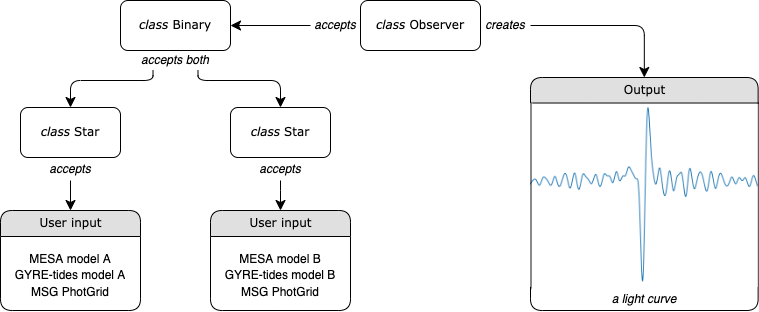 class Binary
accepts
class Observer
creates
accepts both
Output
class Star
class Star
accepts
accepts
User input
MESA model A
GYRE-tides model A
MSG PhotGrid
User input
MESA model B
GYRE-tides model B
MSG PhotGrid
a light curve